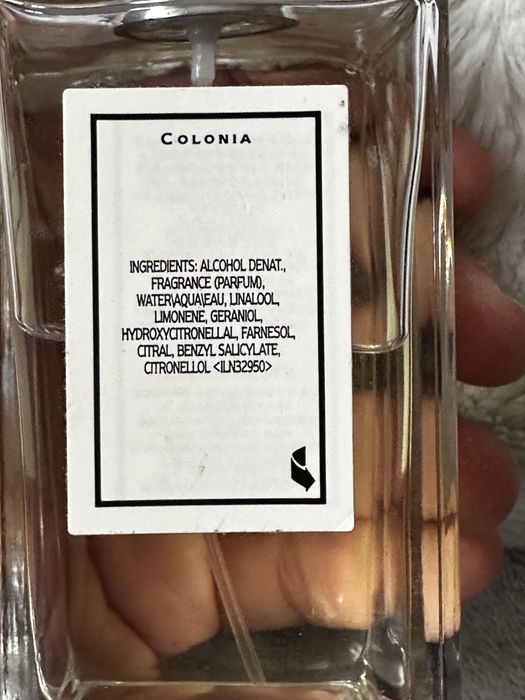 COLONIA
INGREDIENTS: ALCOHOL DENAT.,
FRAGRANCE (PARFUM),
WATER\AQUA\EAU, LINALOOL,
LIMONENE, GERANIOL,
HYDROXYCITRONELLAL, FARNESOL,
CITRAL, BENZYL SALICYLATE,
CITRONELLOL <ILN32950>